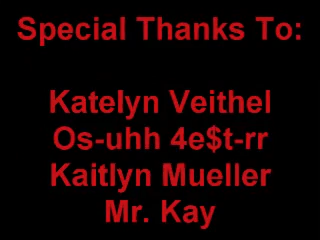 Special Thanks To:
Katelyn Veithel
Os-uhh 4e$t-rr
Kaitlyn Mueller
Mr. Kay